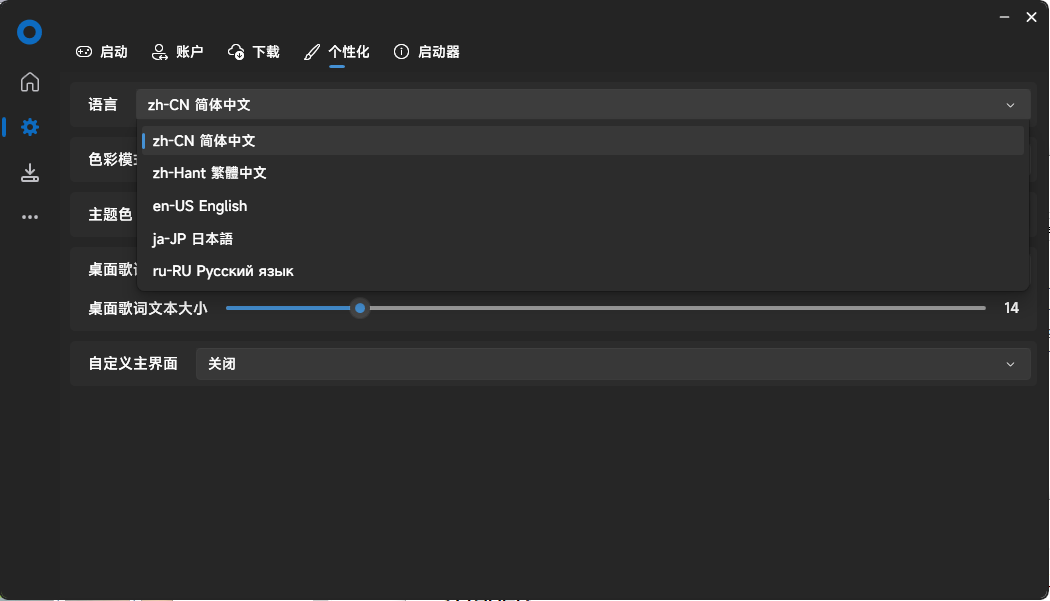 启动 账户 下载 个性化 启动器
语言 zh-CN 简体中文
zh-CN 简体中文
色彩模
zh-Hant 繁體中文
en-US English
主题色
ja-JP 日本語
桌面歌
ru-RU Русский язык
桌面歌词文本大小 14
自定义主界面 关闭